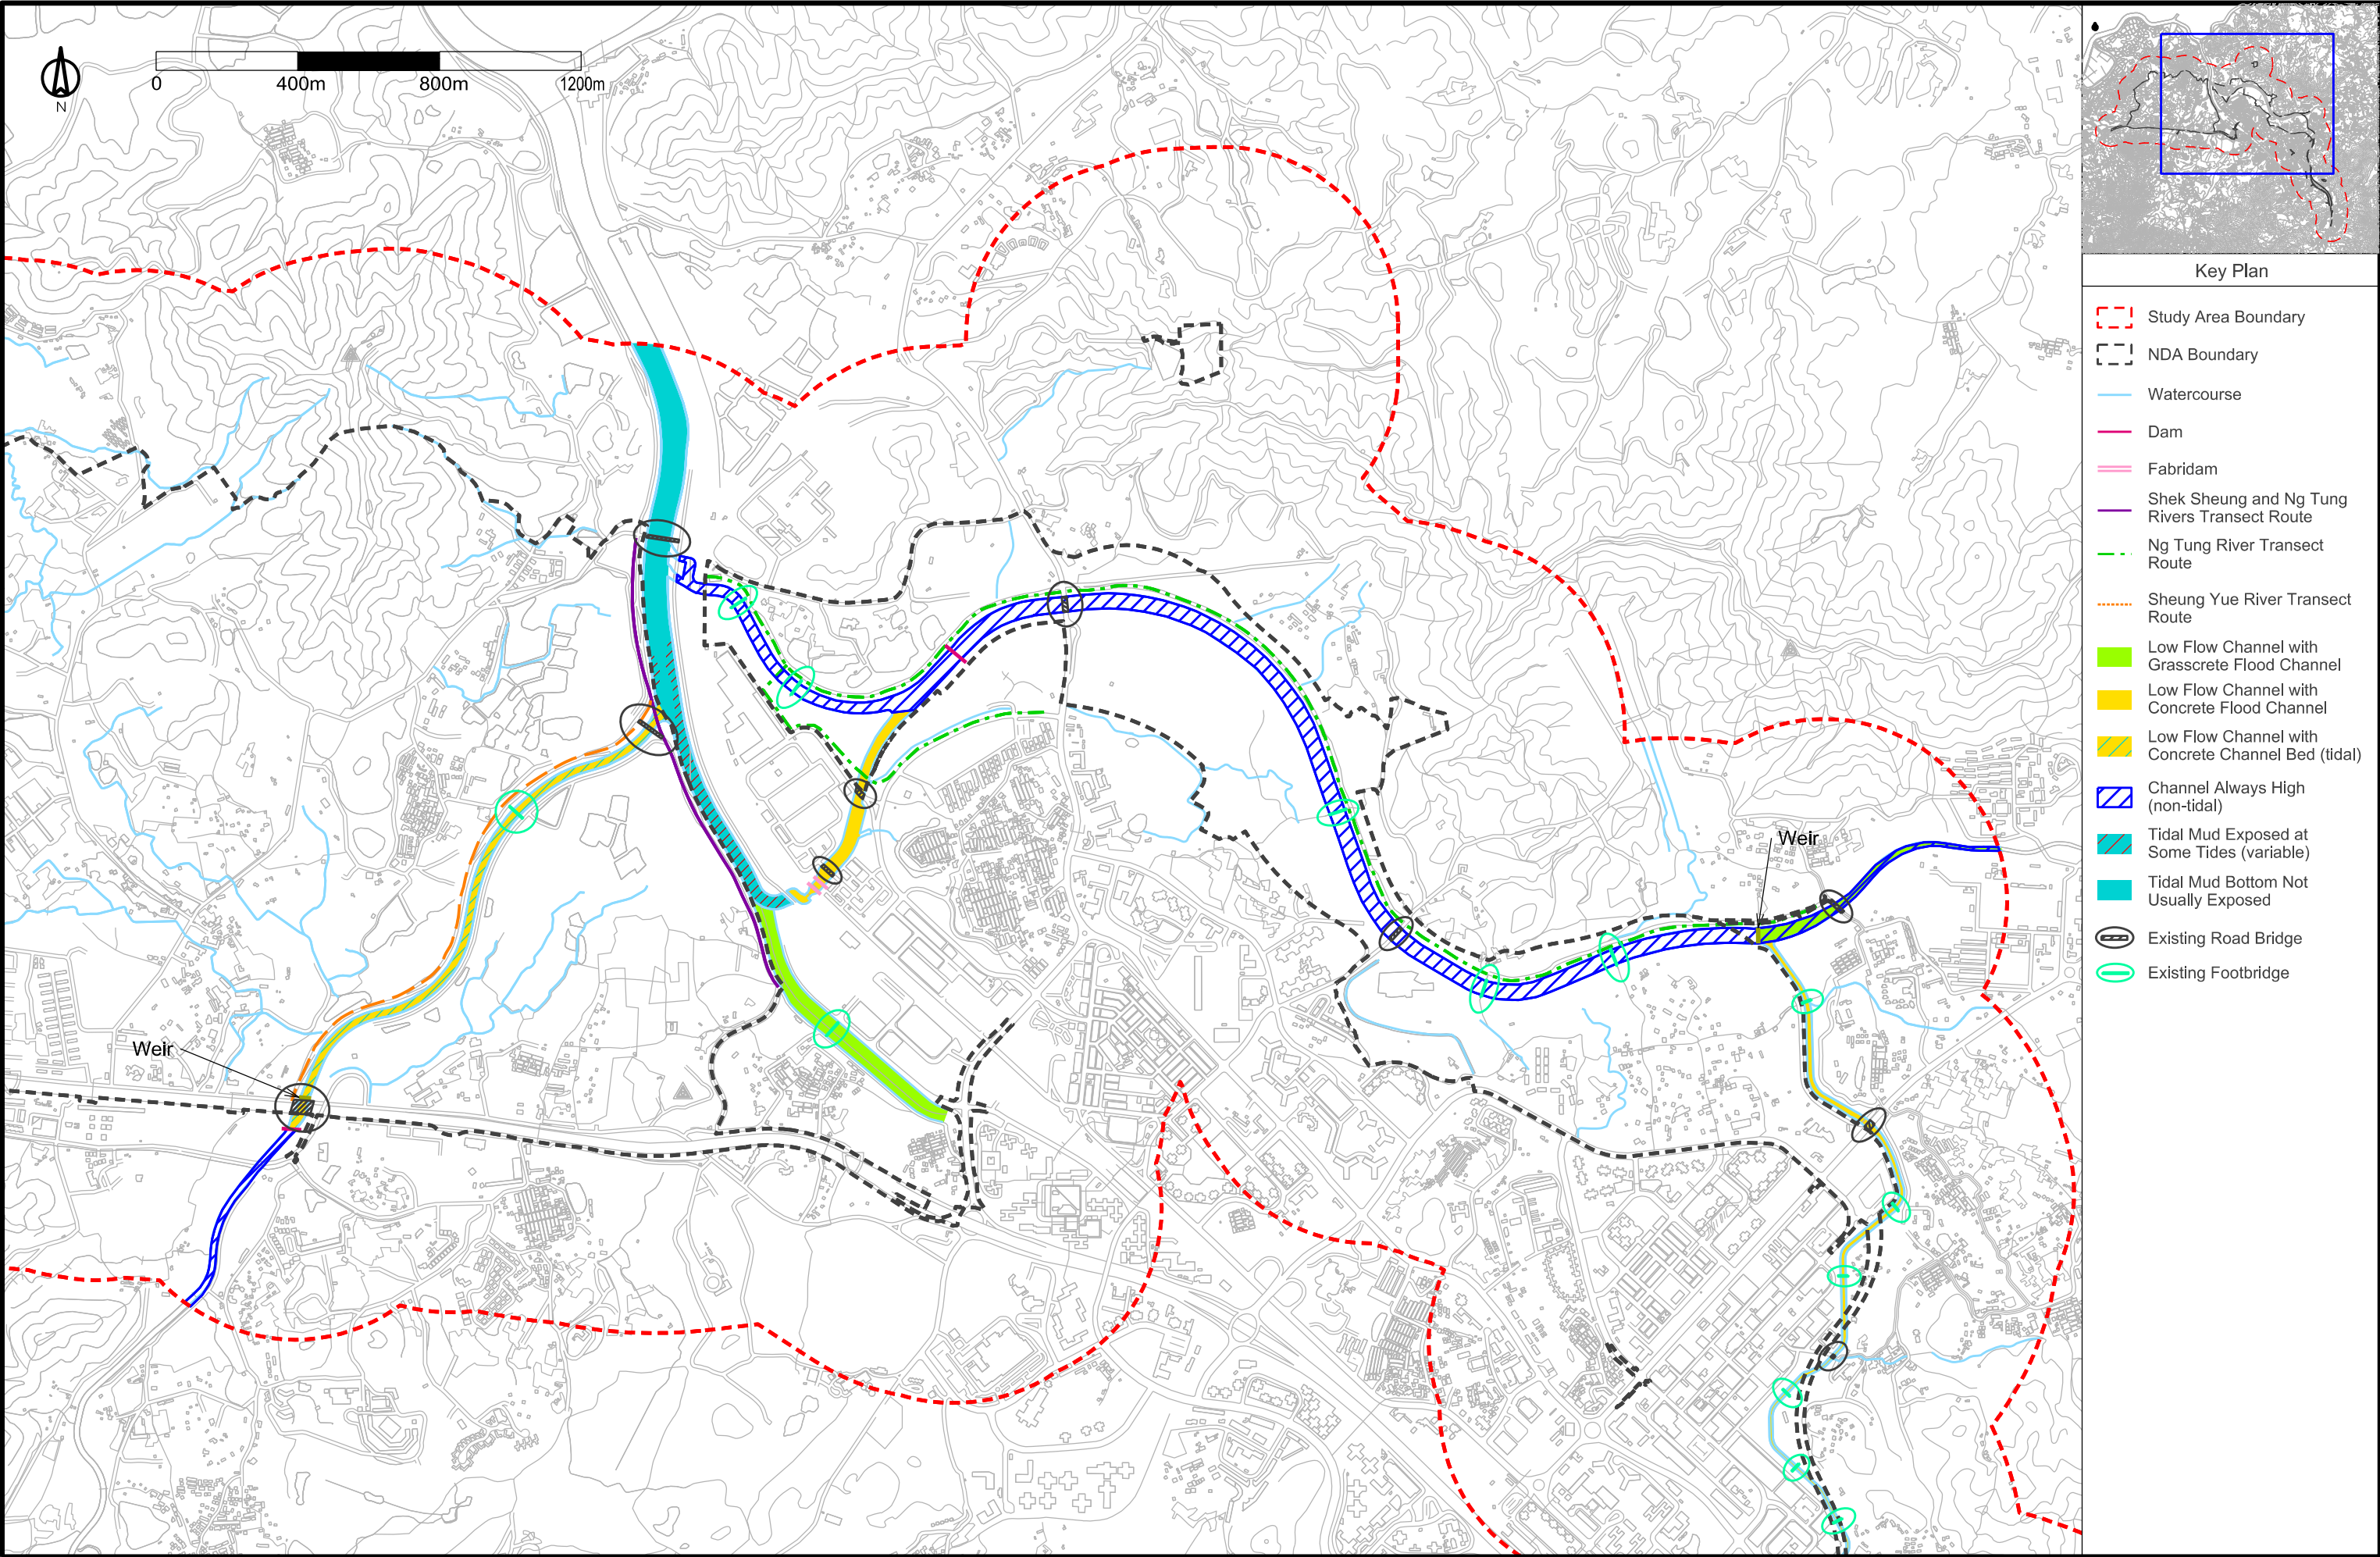 0
400m
800m
1200m
N
Weir
Weir
Key Plan
Study Area Boundary
NDA Boundary
Watercourse
Dam
Fabridam
Shek Sheung and Ng Tung
Rivers Transect Route
Ng Tung River Transect
Route
Sheung Yue River Transect
Route
Low Flow Channel with
Grasscrete Flood Channel
Low Flow Channel with
Concrete Flood Channel
Low Flow Channel with
Concrete Channel Bed (tidal)
Channel Always High
(non-tidal)
Tidal Mud Exposed at
Some Tides (variable)
Tidal Mud Bottom Not
Usually Exposed
Existing Road Bridge
Existing Footbridge